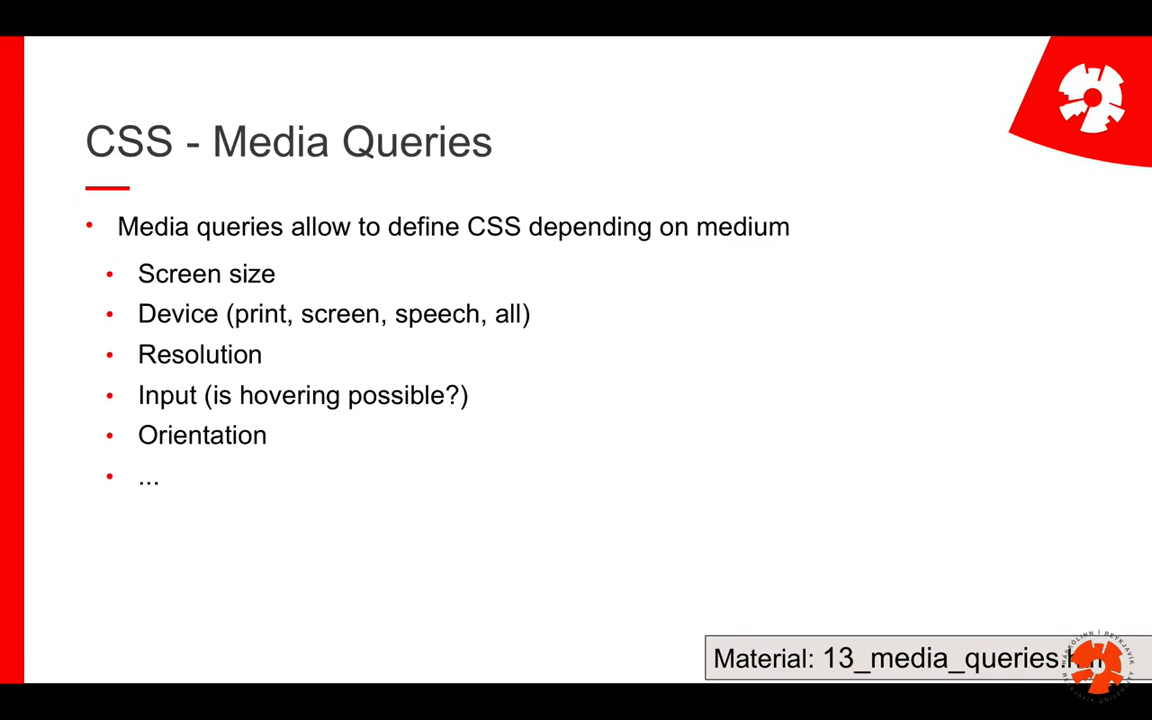 CSS - Media Queries
• Media queries allow to define CSS depending on medium
• Screen size
• Device (print, screen, speech, all)
• Resolution
• Input (is hovering possible?)
• Orientation
• ...
Material: 13_media_queries.